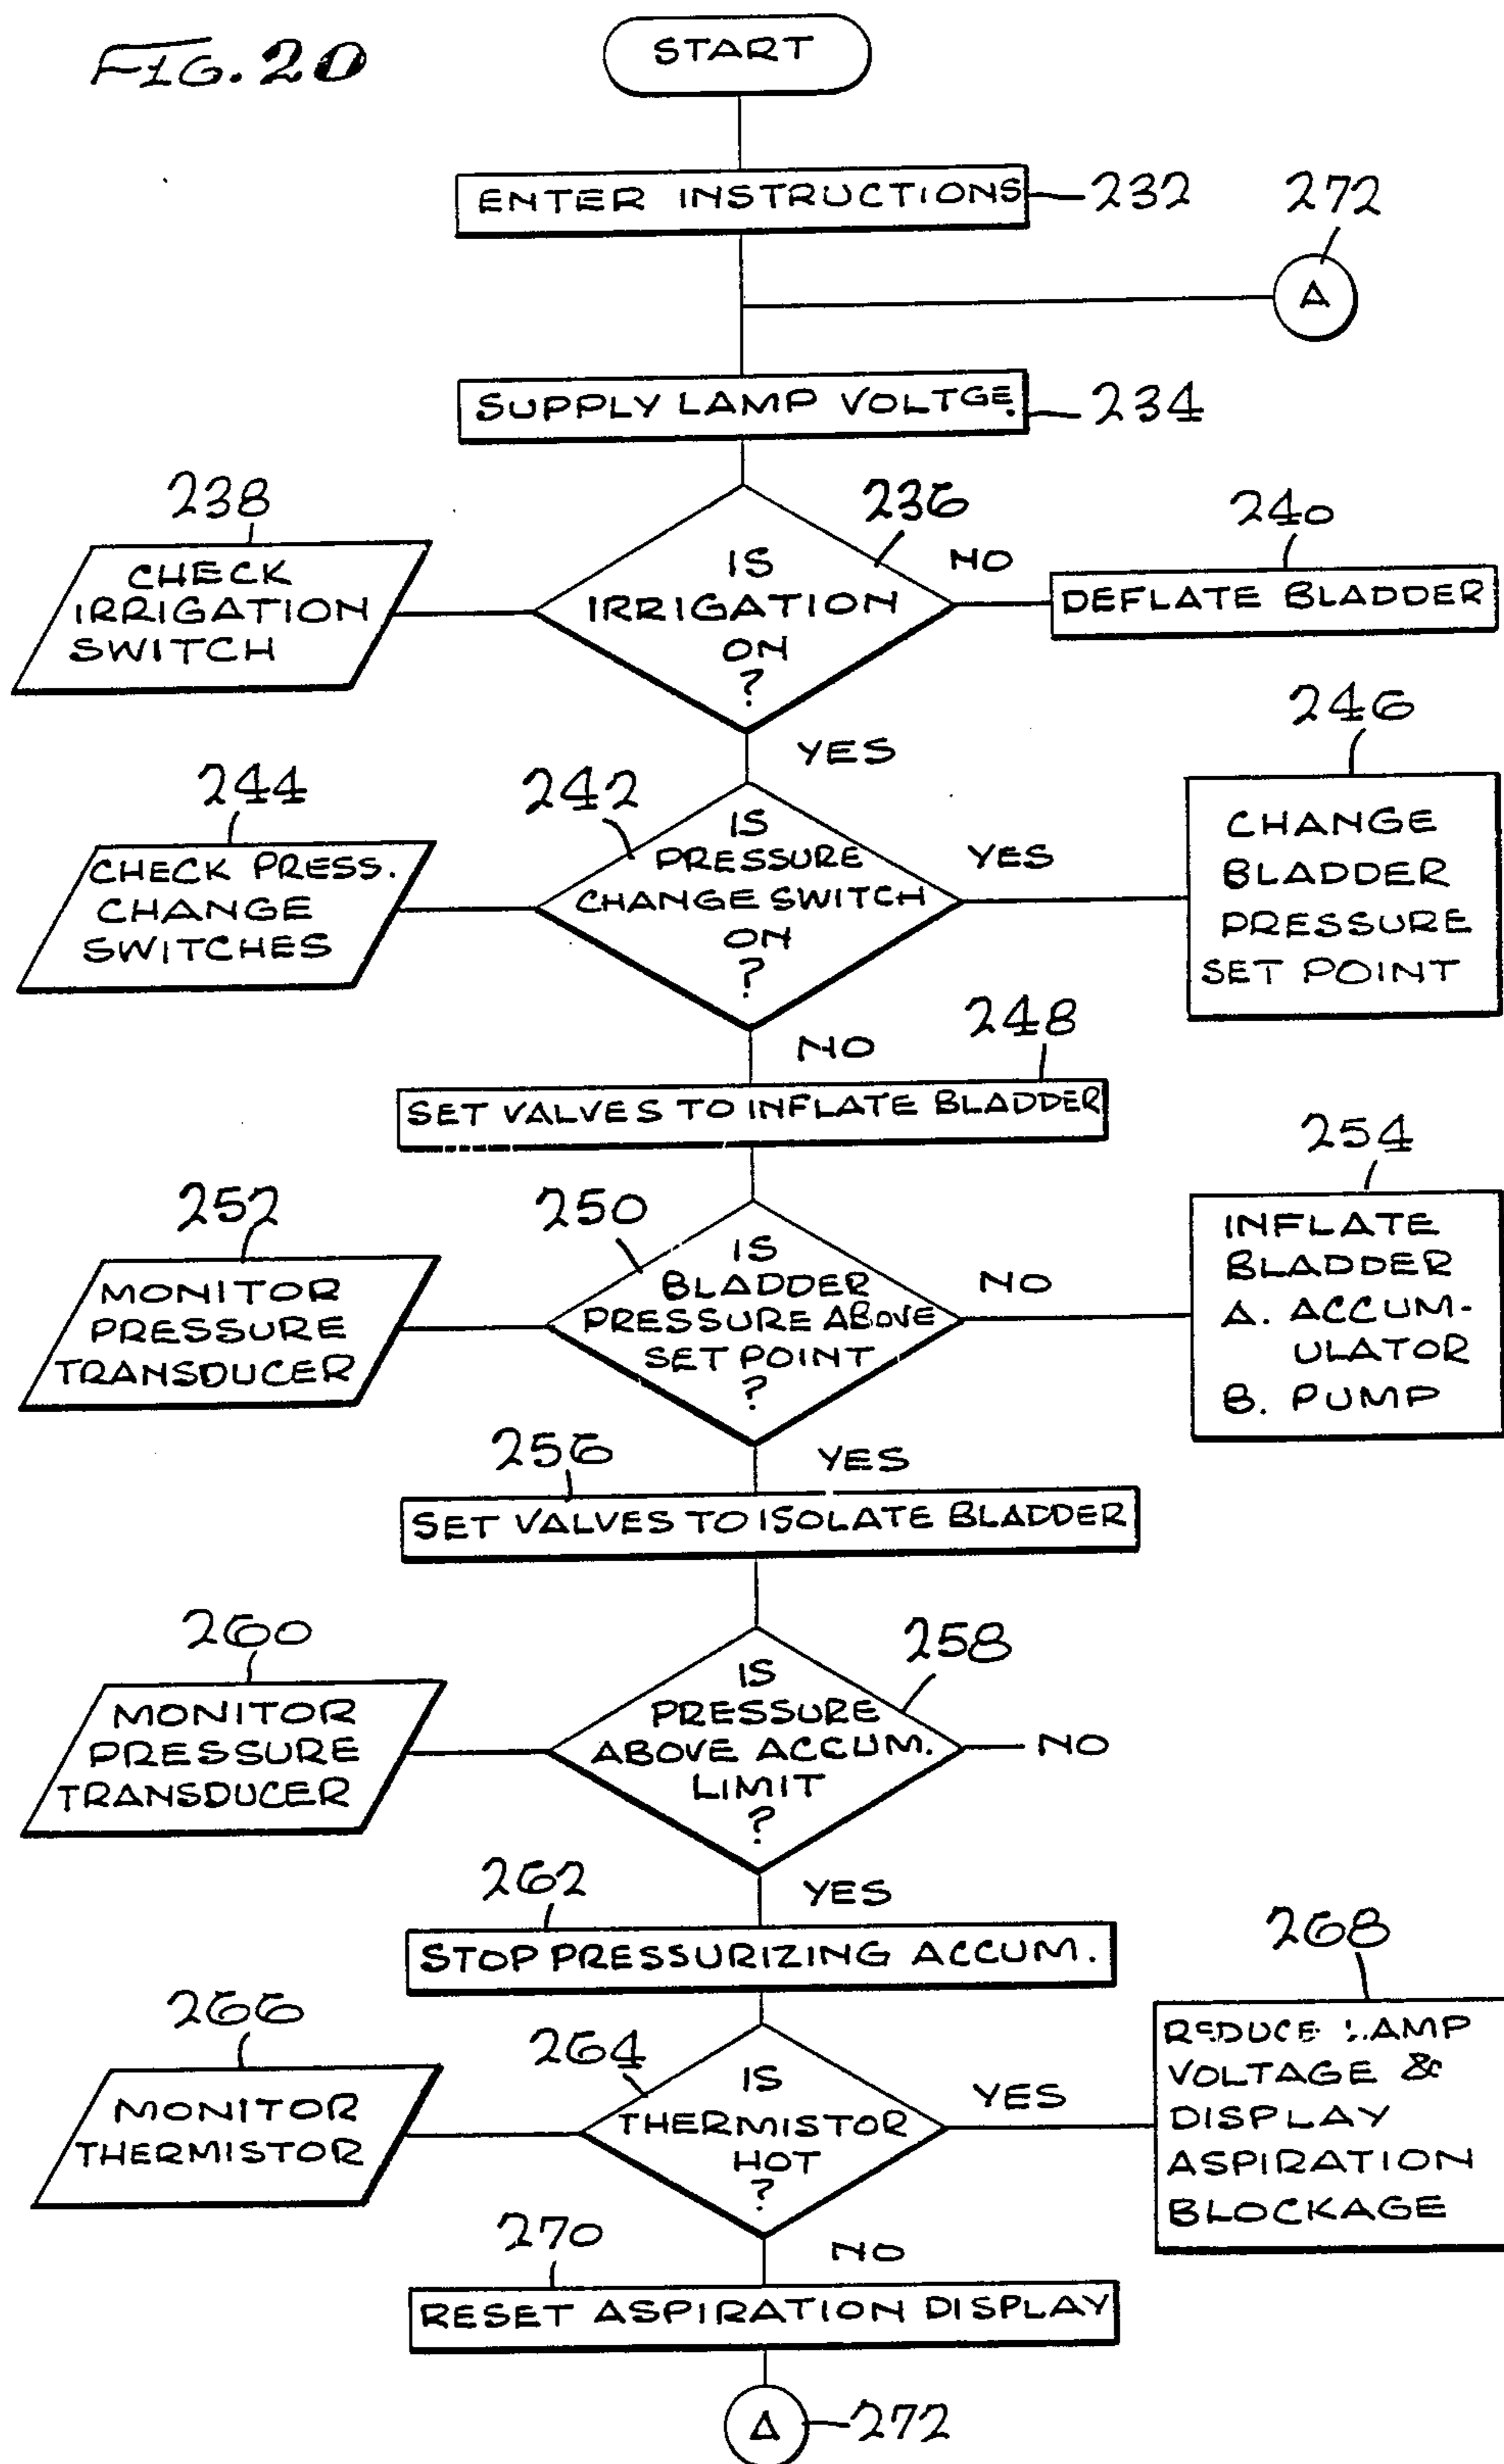 FIG. 20
START
ENTER INSTRUCTIONS
232
272
A
SUPPLY LAMP VOLTGE.
234
238
CHECK
IRRIGATION
SWITCH
236
IS
IRRIGATION
ON
?
NO
240
DEFLATE BLADDER
YES
244
CHECK PRESS.
CHANGE
SWITCHES
242
IS
PRESSURE
CHANGE SWITCH
ON
?
YES
246
CHANGE
BLADDER
PRESSURE
SET POINT
NO
248
SET VALVES TO INFLATE BLADDER
252
MONITOR
PRESSURE
TRANSDUCER
250
IS
BLADDER
PRESSURE ABOVE
SET POINT
?
NO
254
INFLATE
BLADDER
A. ACCUM-
ULATOR
B. PUMP
YES
256
SET VALVES TO ISOLATE BLADDER
260
MONITOR
PRESSURE
TRANSDUCER
258
IS
PRESSURE
ABOVE ACCUM.
LIMIT
?
NO
YES
262
STOP PRESSURIZING ACCUM.
266
MONITOR
THERMISTOR
264
IS
THERMISTOR
HOT
?
YES
268
REDUCE LAMP
VOLTAGE &
DISPLAY
ASPIRATION
BLOCKAGE
NO
270
RESET ASPIRATION DISPLAY
A
272